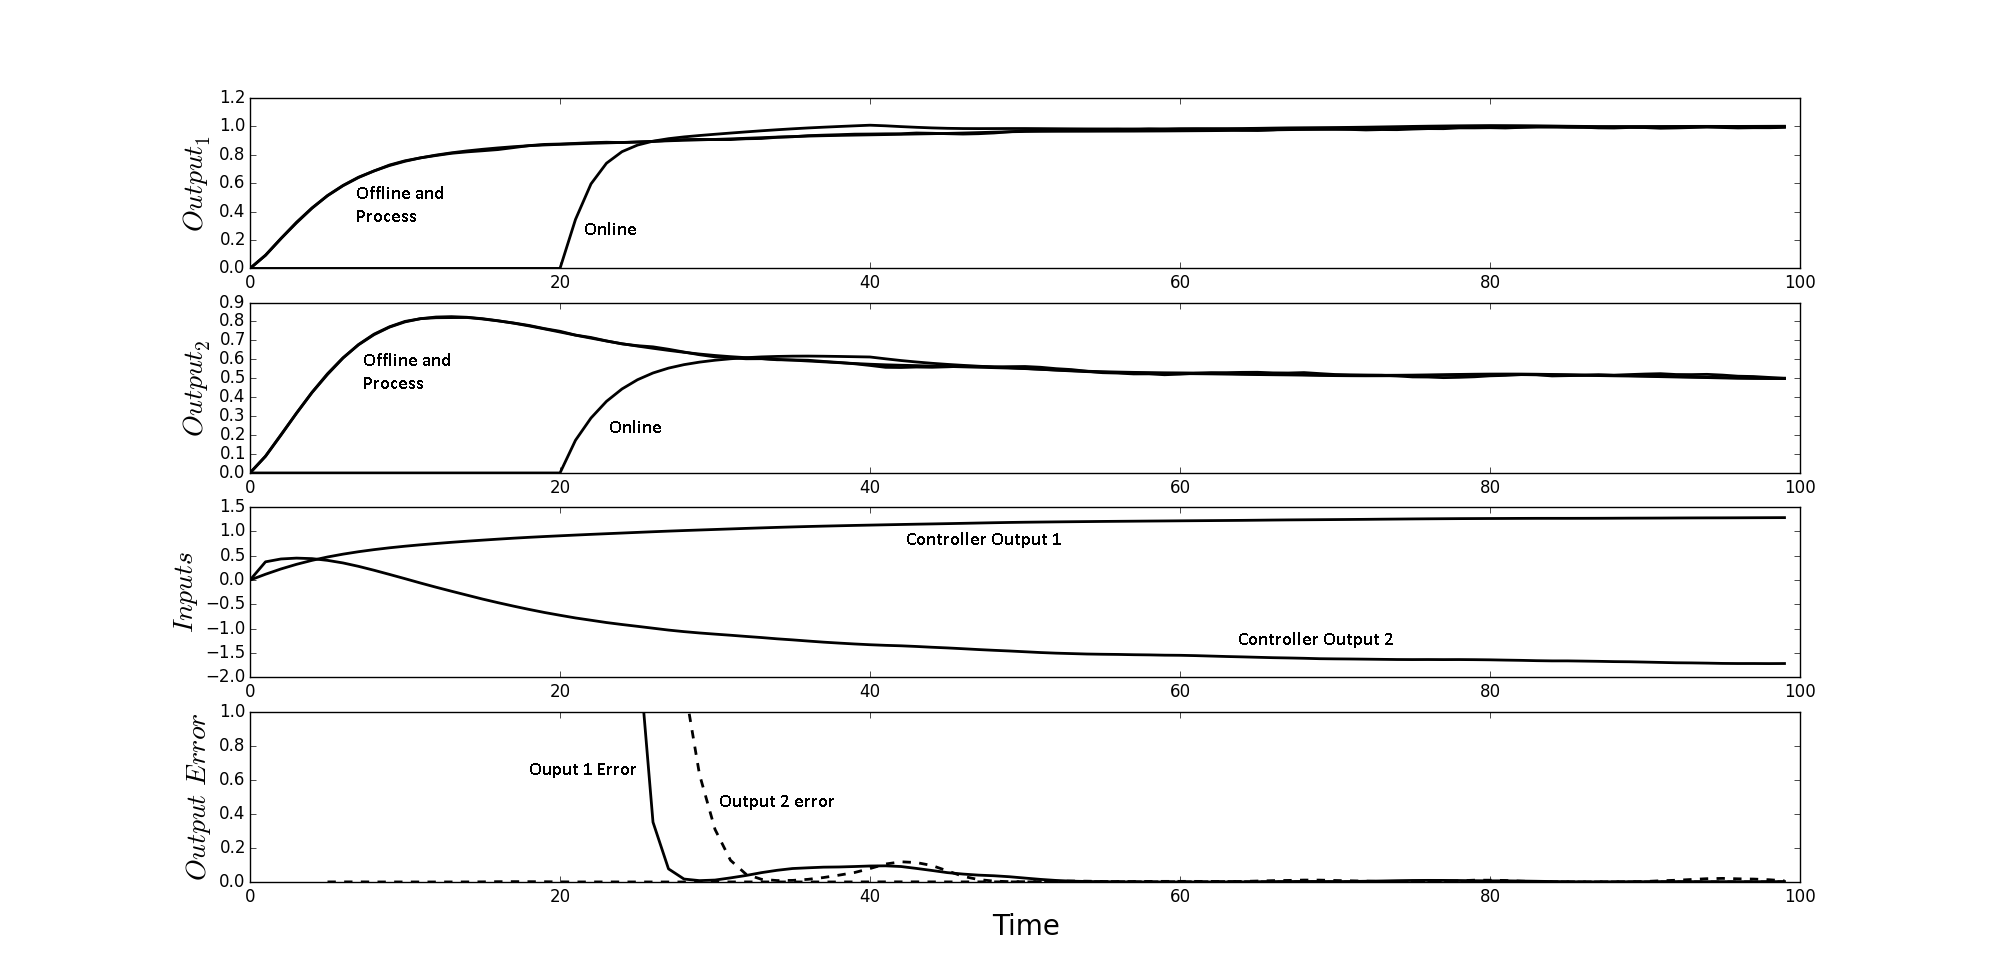 1.2
1.0
0.8
0.6
0.4
0.2
0.0
Output1
Offline and
Process
Online
0 20 40 60 80 100
0.9
0.8
0.7
0.6
0.5
0.4
0.3
0.2
0.1
0.0
Output2
Offline and
Process
Online
0 20 40 60 80 100
1.5
1.0
0.5
0.0
−0.5
−1.0
−1.5
−2.0
Inputs
Controller Output 1
Controller Output 2
0 20 40 60 80 100
1.0
0.8
0.6
0.4
0.2
0.0
Output Error
Ouput 1 Error
Output 2 error
0 20 40 60 80 100
Time